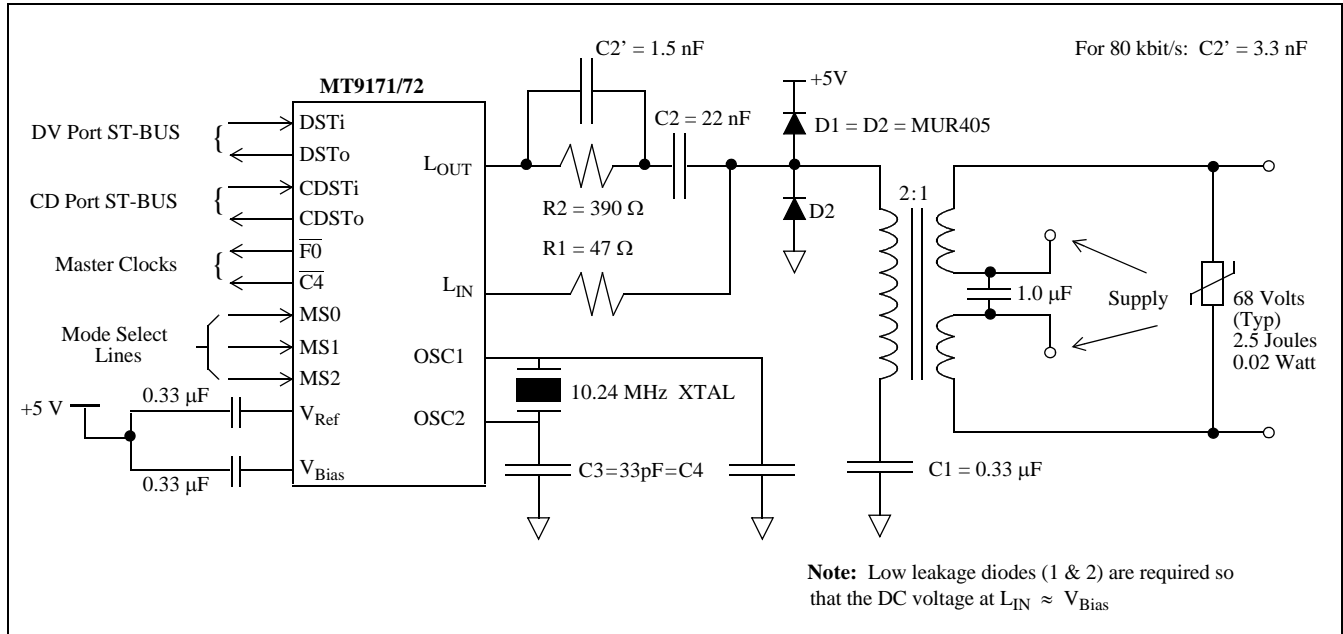 C2’ = 1.5 nF
For 80 kbit/s: C2’ = 3.3 nF
MT9171/72
+5V
DV Port ST-BUS
{
DSTi
DSTo
C2 = 22 nF
D1 = D2 = MUR405
CD Port ST-BUS
{
CDSTi
CDSTo
L_OUT
R2 = 390 Ω
D2
2:1
Master Clocks
{
F0
C4
R1 = 47 Ω
L_IN
1.0 µF
Supply
68 Volts
(Typ)
2.5 Joules
0.02 Watt
Mode Select
Lines
MS0
MS1
MS2
OSC1
10.24 MHz XTAL
OSC2
+5 V
0.33 µF
V_Ref
0.33 µF
V_Bias
C3=33pF=C4
C1 = 0.33 µF
Note: Low leakage diodes (1 & 2) are required so
that the DC voltage at L_IN ≈ V_Bias